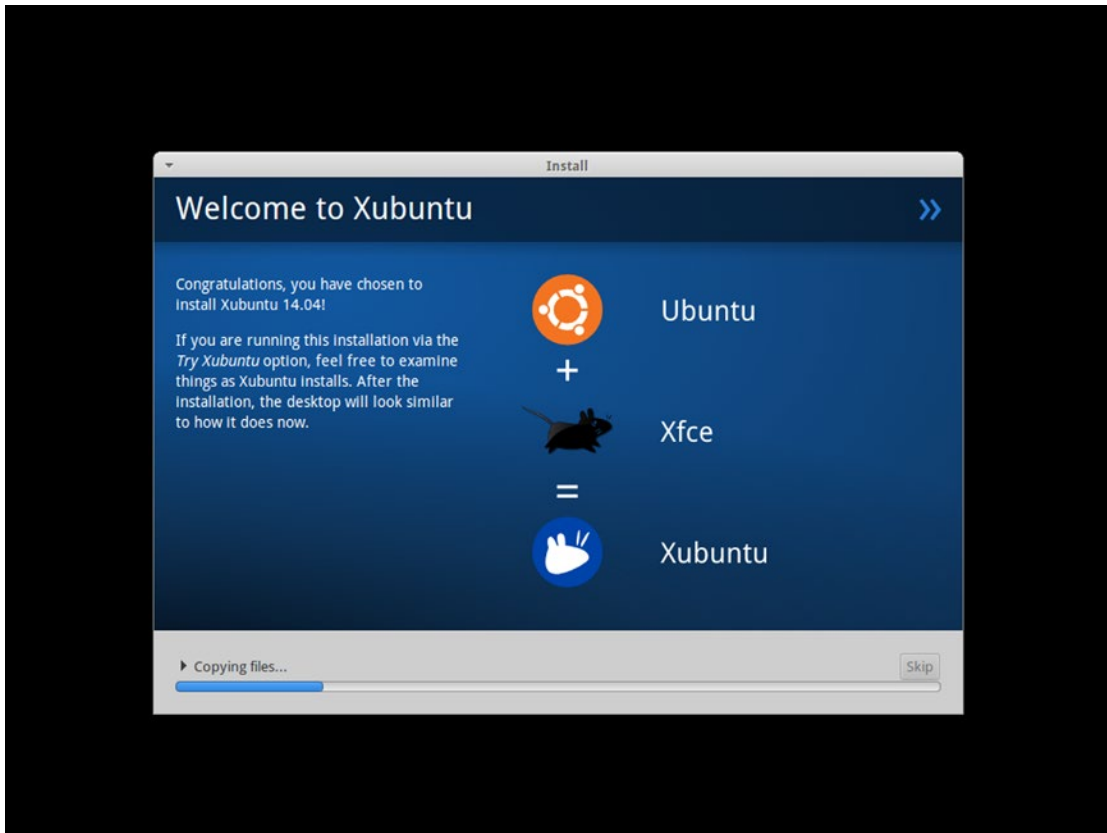 Install
Welcome to Xubuntu
Congratulations, you have chosen to
install Xubuntu 14.04!
If you are running this installation via the
Try Xubuntu option, feel free to examine
things as Xubuntu installs. After the
installation, the desktop will look similar
to how it does now.
Ubuntu
+
Xfce
=
Xubuntu
Copying files...
Skip